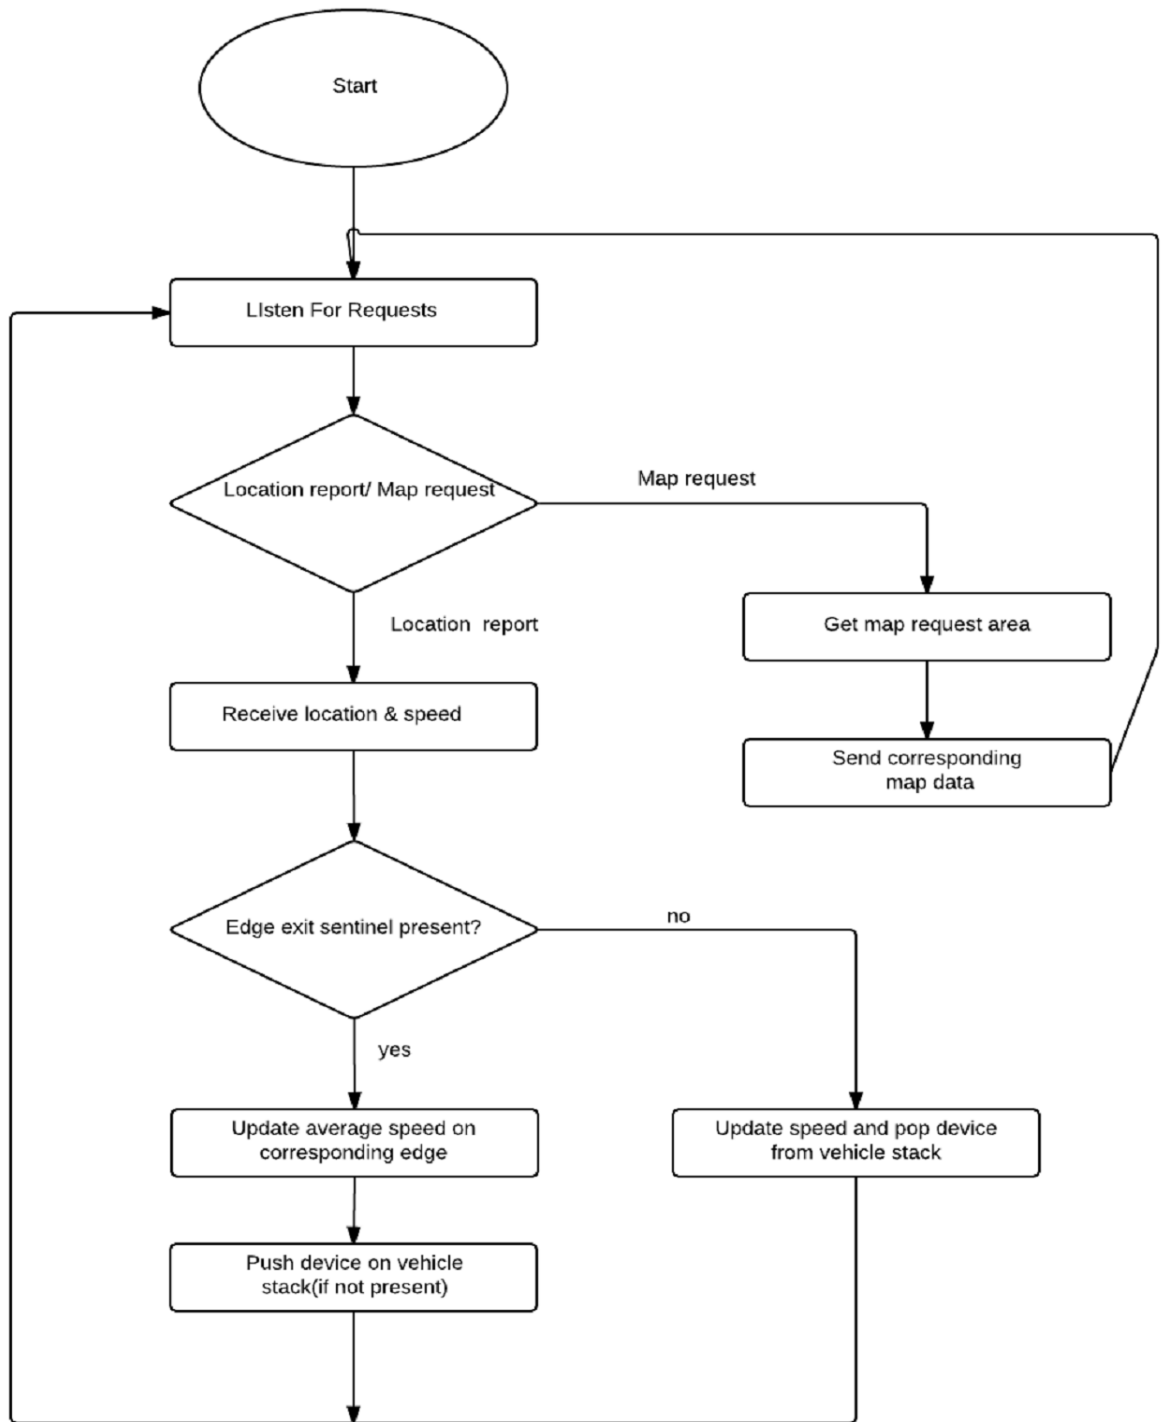 Start
LIsten For Requests
Location report/ Map request
Map request
Location  report
Get map request area
Receive location & speed
Send corresponding
map data
Edge exit sentinel present?
no
yes
Update average speed on
corresponding edge
Update speed and pop device
from vehicle stack
Push device on vehicle
stack(if not present)